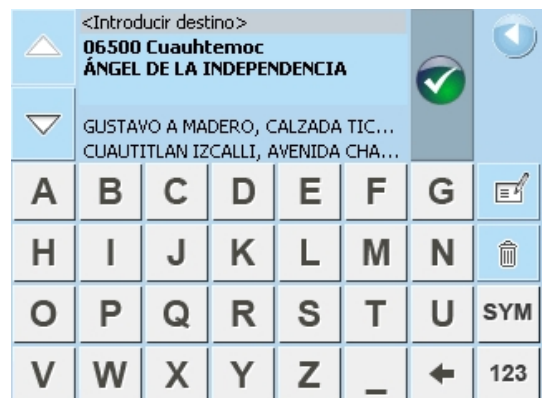 <Introducir destino>
06500 Cuauhtemoc
ÁNGEL DE LA INDEPENDENCIA
GUSTAVO A MADERO, CALZADA TIC...
CUAUTITLAN IZCALLI, AVENIDA CHA...
A B C D E F G
H I J K L M N
O P Q R S T U SYM
V W X Y Z _ 123